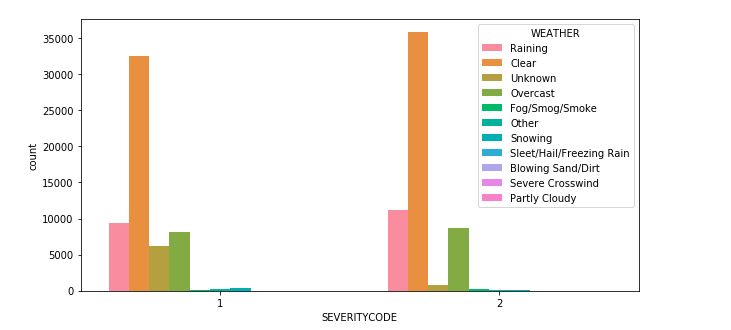 WEATHER
Raining
Clear
Unknown
Overcast
Fog/Smog/Smoke
Other
Snowing
Sleet/Hail/Freezing Rain
Blowing Sand/Dirt
Severe Crosswind
Partly Cloudy
35000
30000
25000
20000
15000
10000
5000
0
count
1 2
SEVERITYCODE